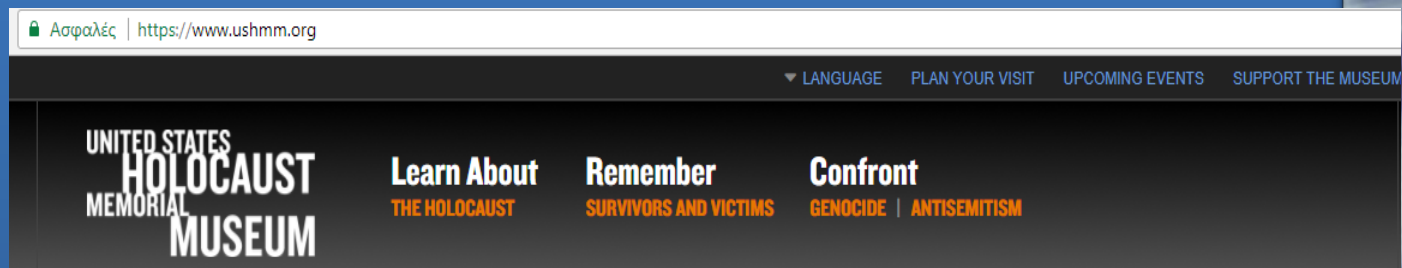 Ασφαλές | https://www.ushmm.org
LANGUAGE PLAN YOUR VISIT UPCOMING EVENTS SUPPORT THE MUSEUM
UNITED STATES
HOLOCAUST
MEMORIAL
MUSEUM
Learn About
THE HOLOCAUST
Remember
SURVIVORS AND VICTIMS
Confront
GENOCIDE | ANTISEMITISM